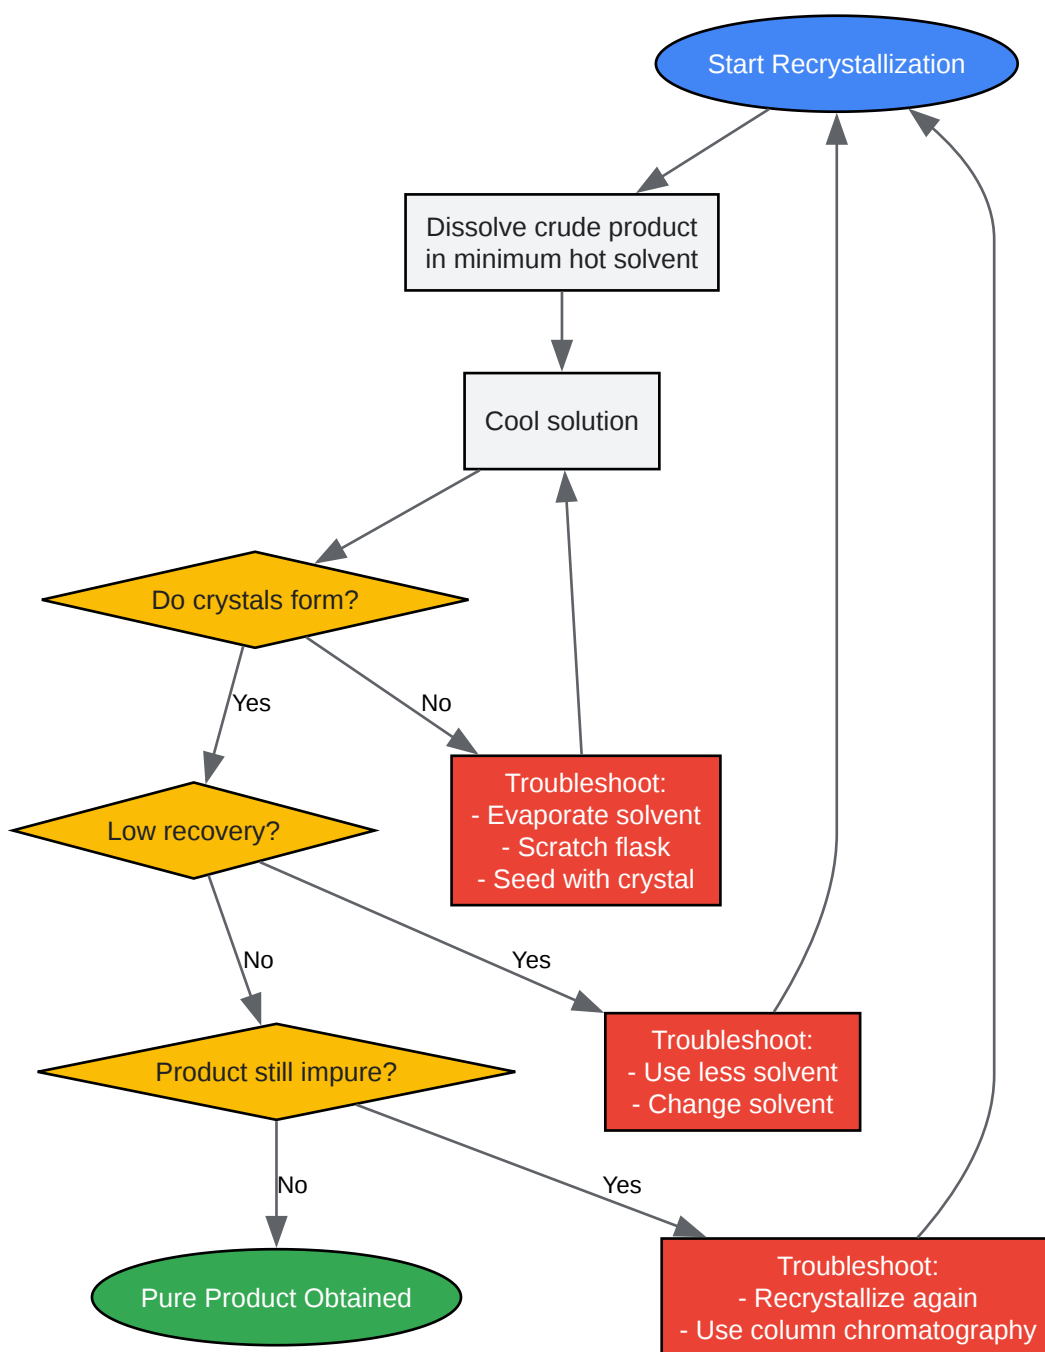 Start Recrystallization
Dissolve crude product
in minimum hot solvent
Cool solution
Do crystals form?
Yes
No
Troubleshoot:
- Evaporate solvent
- Scratch flask
- Seed with crystal
Low recovery?
No
Yes
Troubleshoot:
- Use less solvent
- Change solvent
Product still impure?
No
Yes
Troubleshoot:
- Recrystallize again
- Use column chromatography
Pure Product Obtained